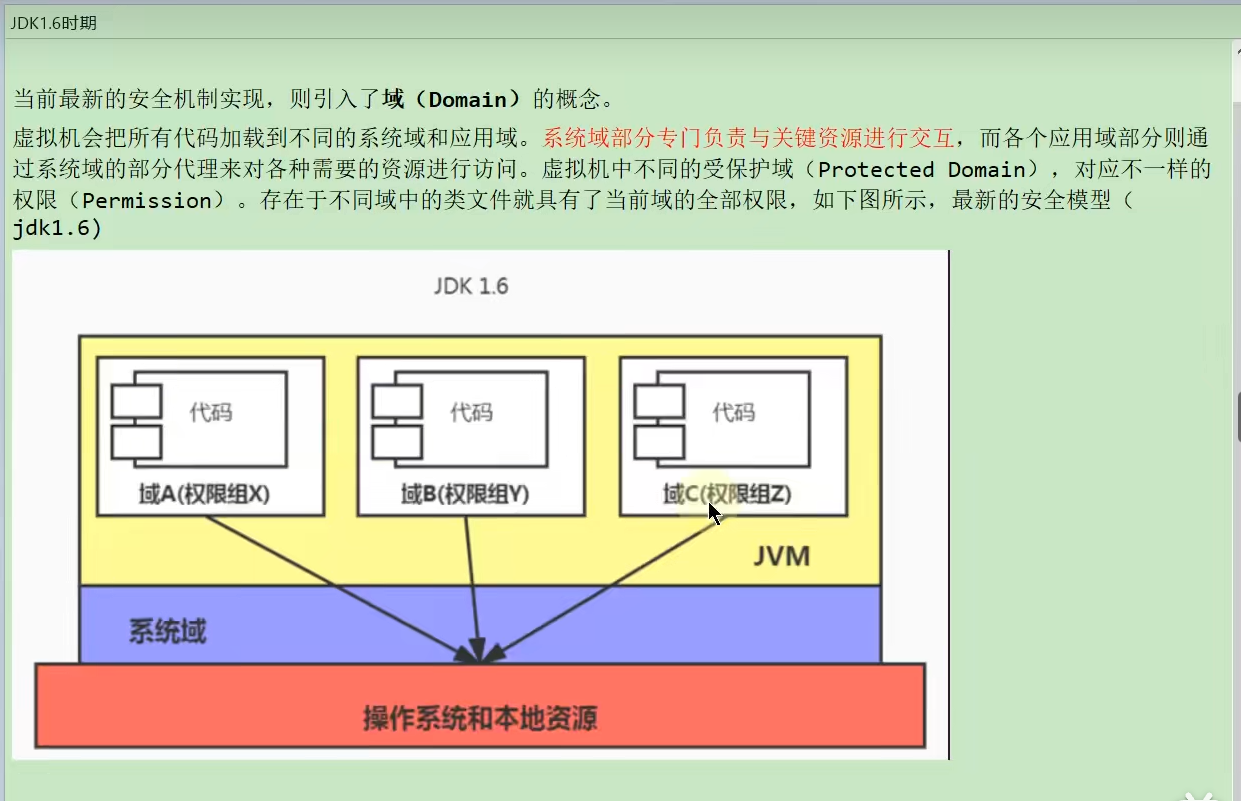 JDK1.6时期
当前最新的安全机制实现，则引入了域（Domain）的概念。
虚拟机会把所有代码加载到不同的系统域和应用域。系统域部分专门负责与关键资源进行交互，而各个应用域部分则通
过系统域的部分代理来对各种需要的资源进行访问。虚拟机中不同的受保护域（Protected Domain），对应不一样的
权限（Permission）。存在于不同域中的类文件就具有了当前域的全部权限，如下图所示，最新的安全模型（
jdk1.6)
JDK 1.6
代码
代码
代码
域A(权限组X)
域B(权限组Y)
域C(权限组Z)
JVM
系统域
操作系统和本地资源